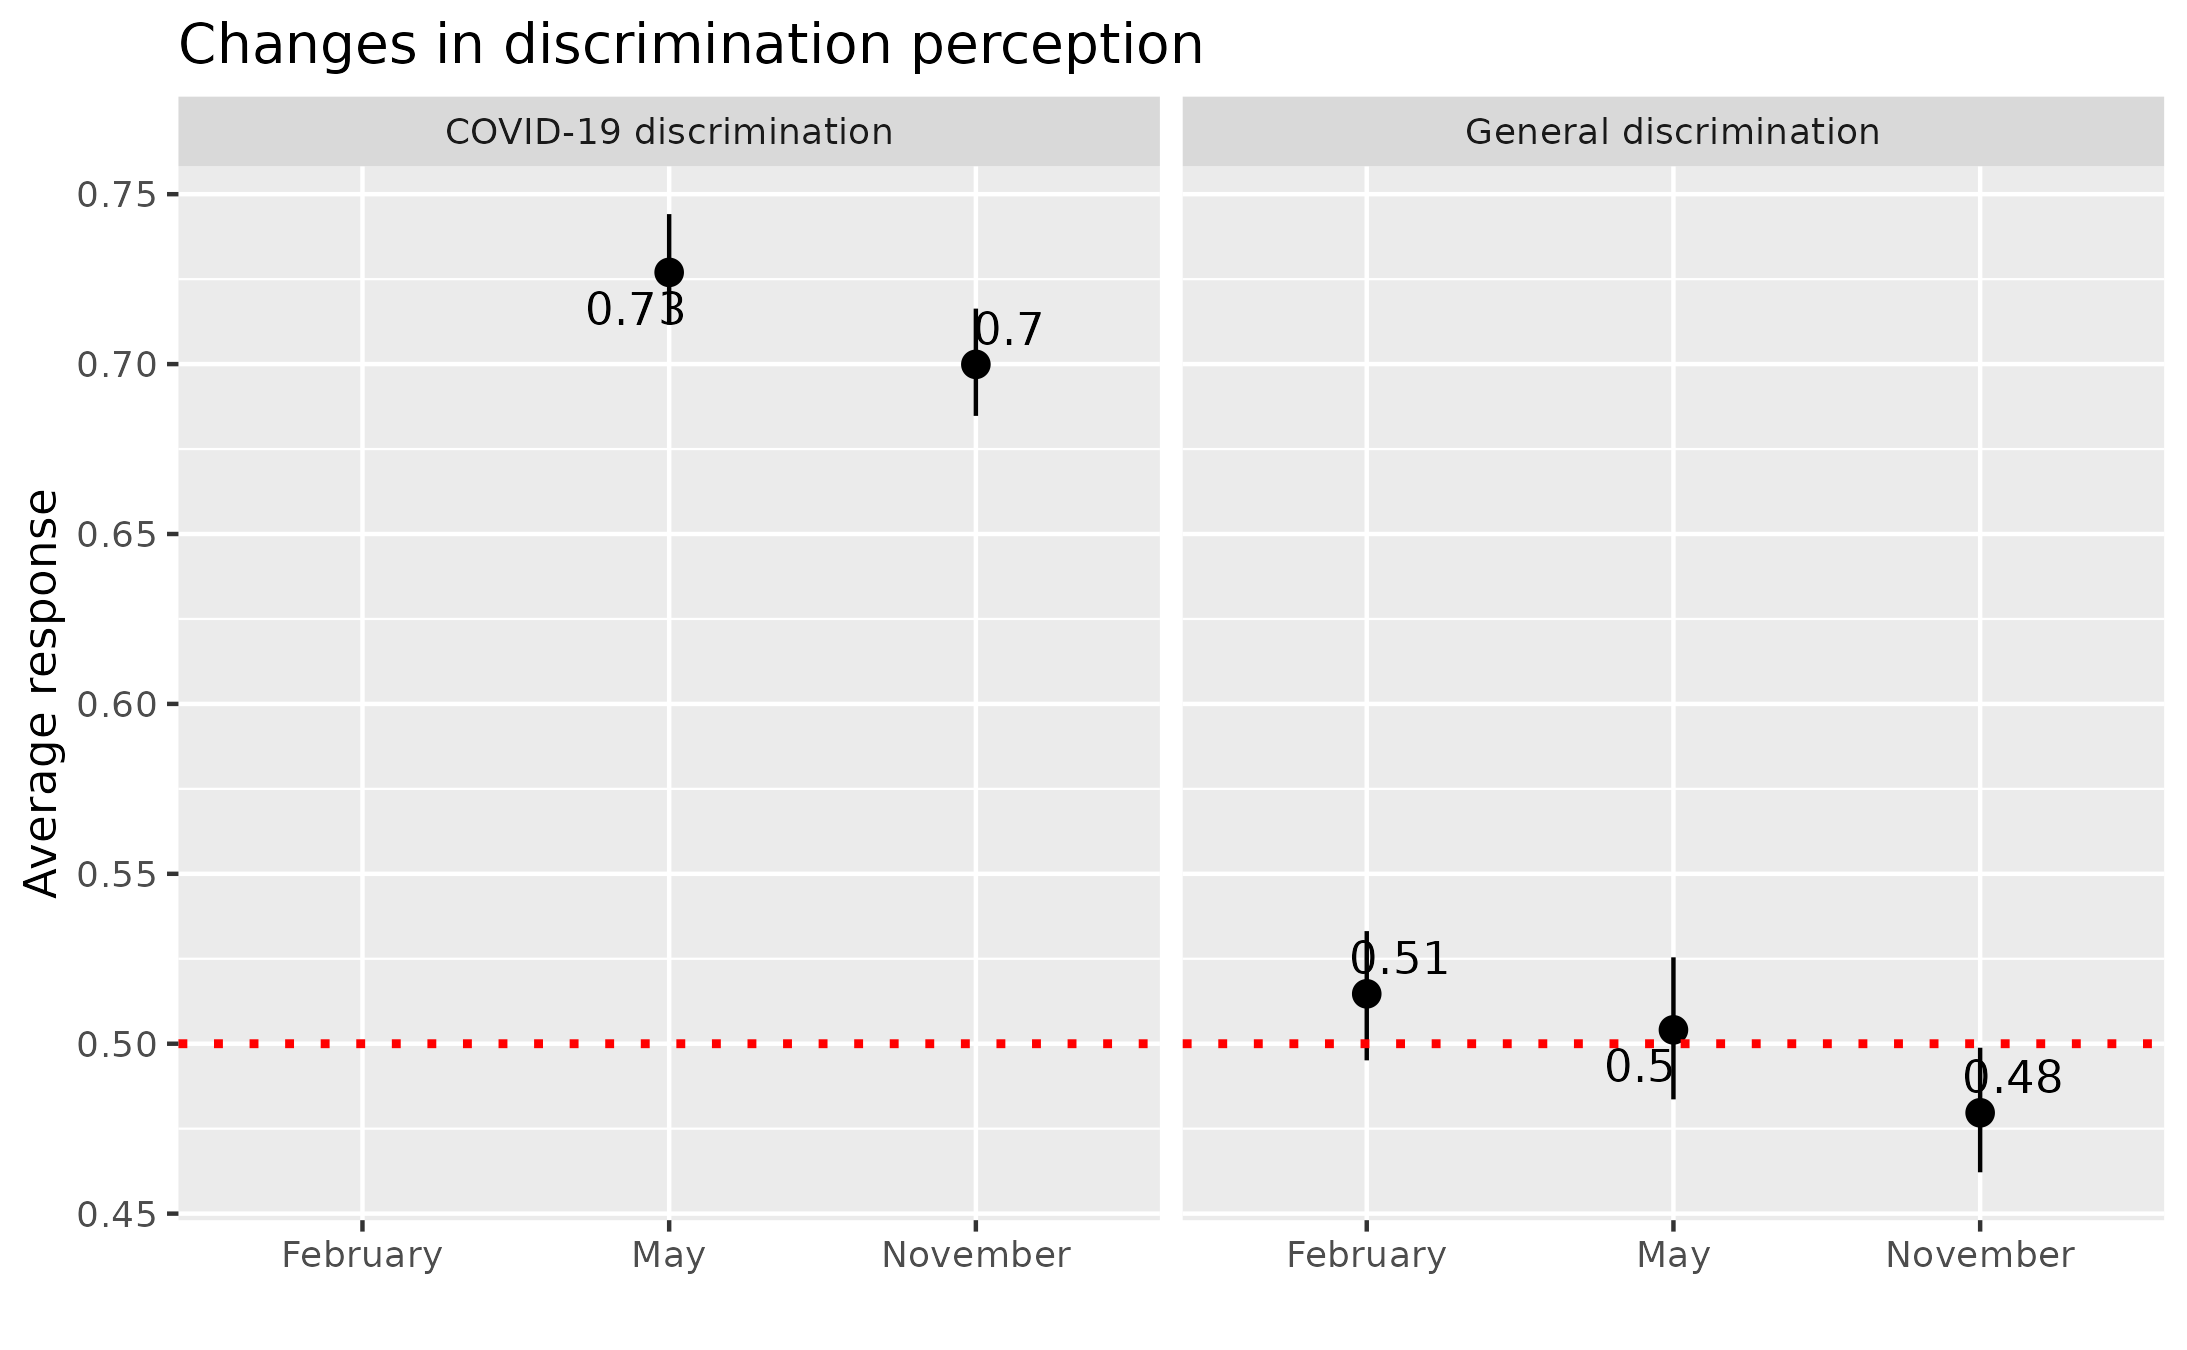 Changes in discrimination perception
COVID-19 discrimination
General discrimination
Average response
0.75
0.70
0.65
0.60
0.55
0.50
0.45
0.73
0.7
0.51
0.5
0.48
February May November
February May November